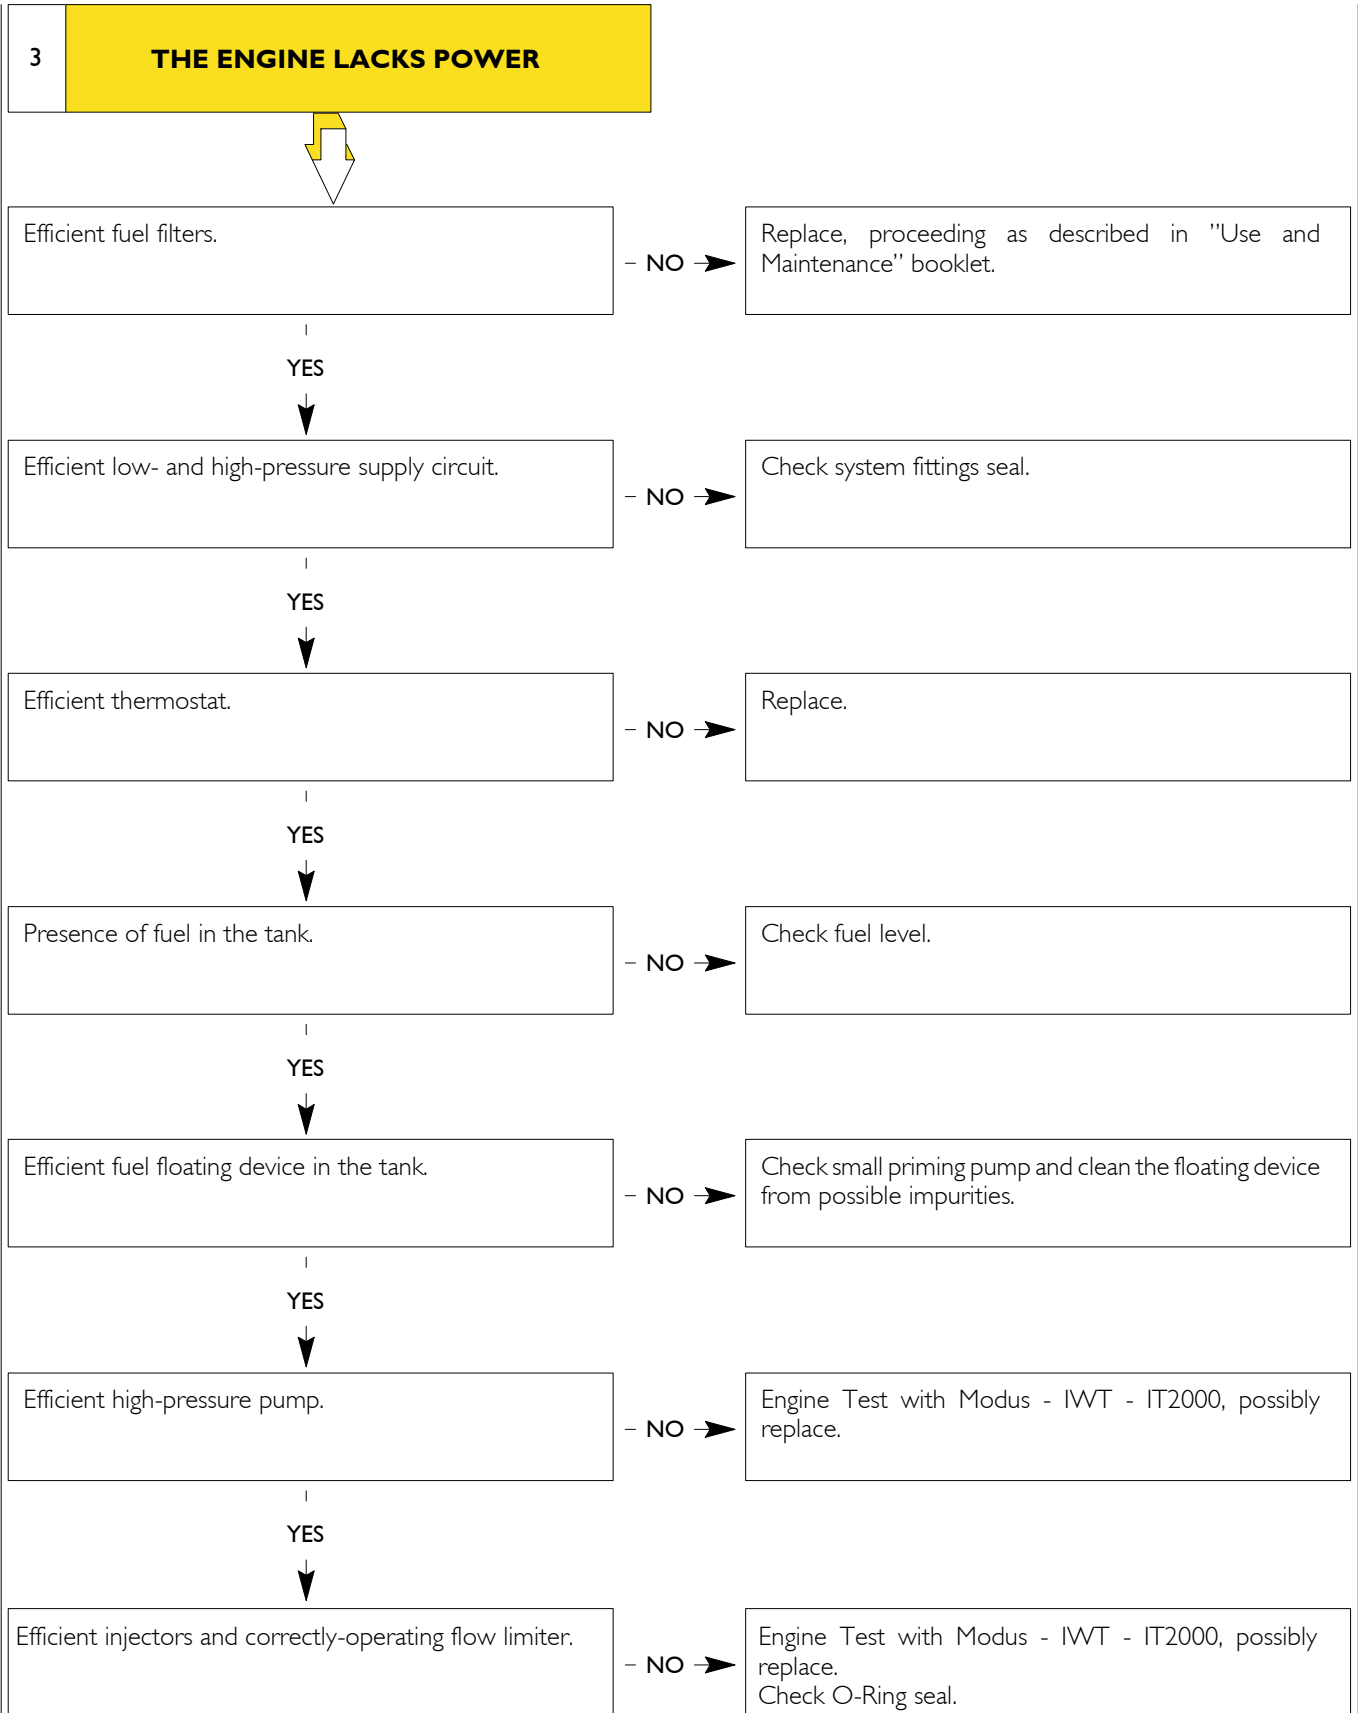 3
THE ENGINE LACKS POWER
Efficient fuel filters.
NO
Replace, proceeding as described in ”Use and
Maintenance” booklet.
YES
Efficient low- and high-pressure supply circuit.
NO
Check system fittings seal.
YES
Efficient thermostat.
NO
Replace.
YES
Presence of fuel in the tank.
NO
Check fuel level.
YES
Efficient fuel floating device in the tank.
NO
Check small priming pump and clean the floating device
from possible impurities.
YES
Efficient high-pressure pump.
NO
Engine Test with Modus - IWT - IT2000, possibly
replace.
YES
Efficient injectors and correctly-operating flow limiter.
NO
Engine Test with Modus - IWT - IT2000, possibly
replace.
Check O-Ring seal.